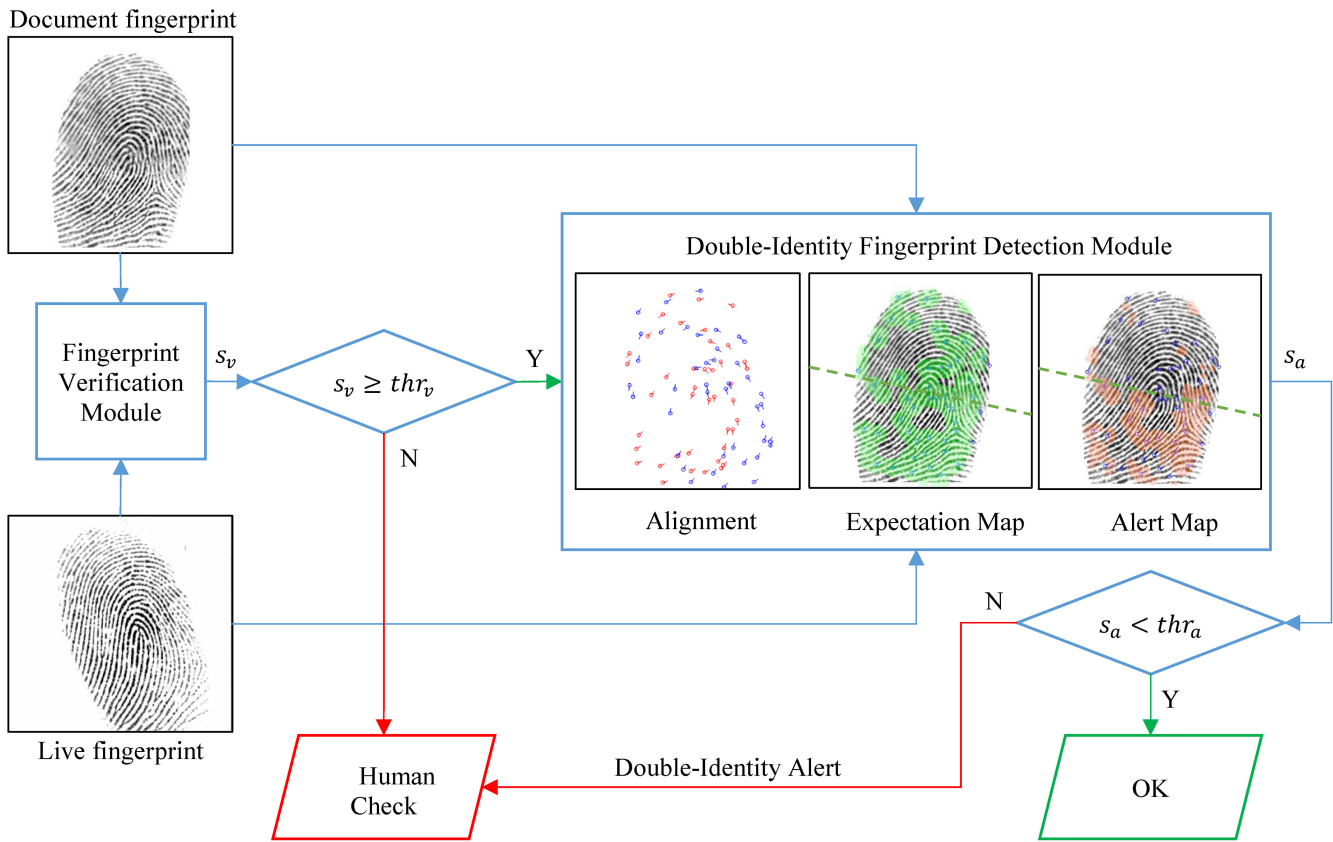 Document fingerprint
Double-Identity Fingerprint Detection Module
Fingerprint
Verification
Module
s_v
s_v ≥ thr_v
Y
N
s_a
Alignment
Expectation Map
Alert Map
N
s_a < thr_a
Y
Live fingerprint
Human
Check
Double-Identity Alert
OK